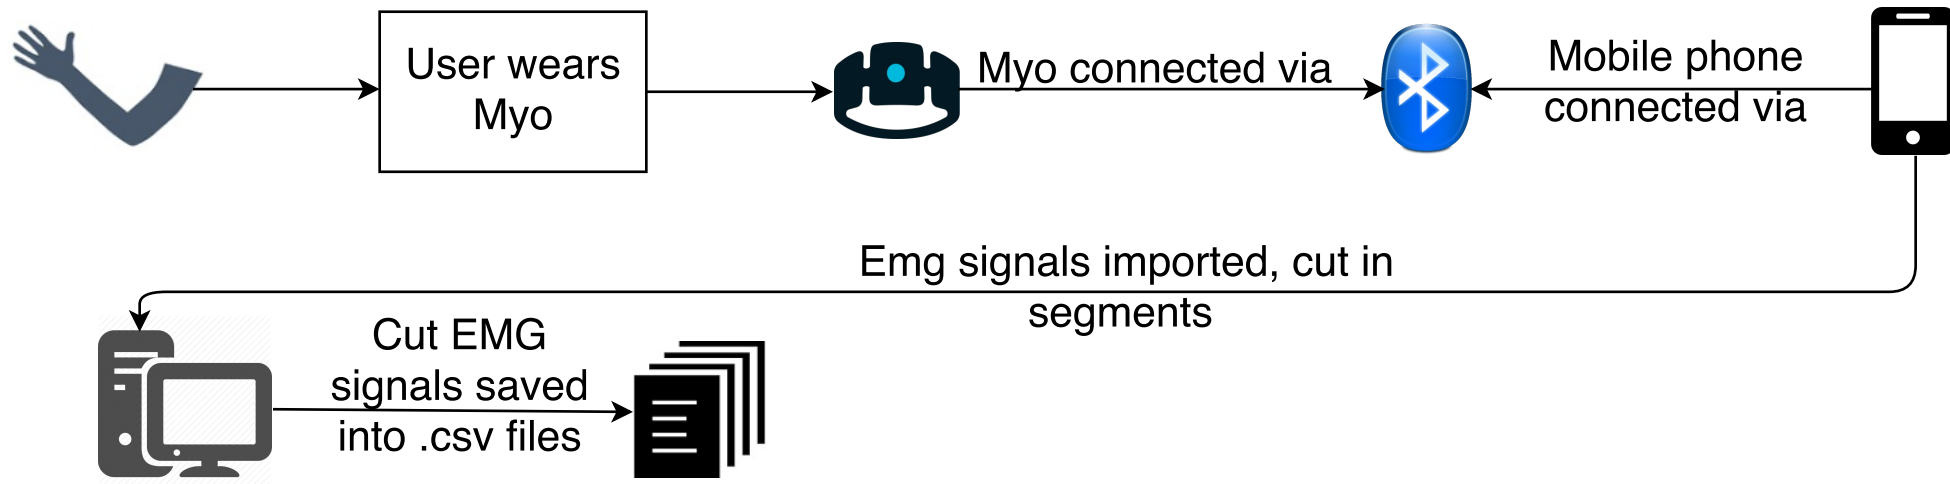 User wears
Myo
Myo connected via
Mobile phone
connected via
Emg signals imported, cut in
segments
Cut EMG
signals saved
into .csv files